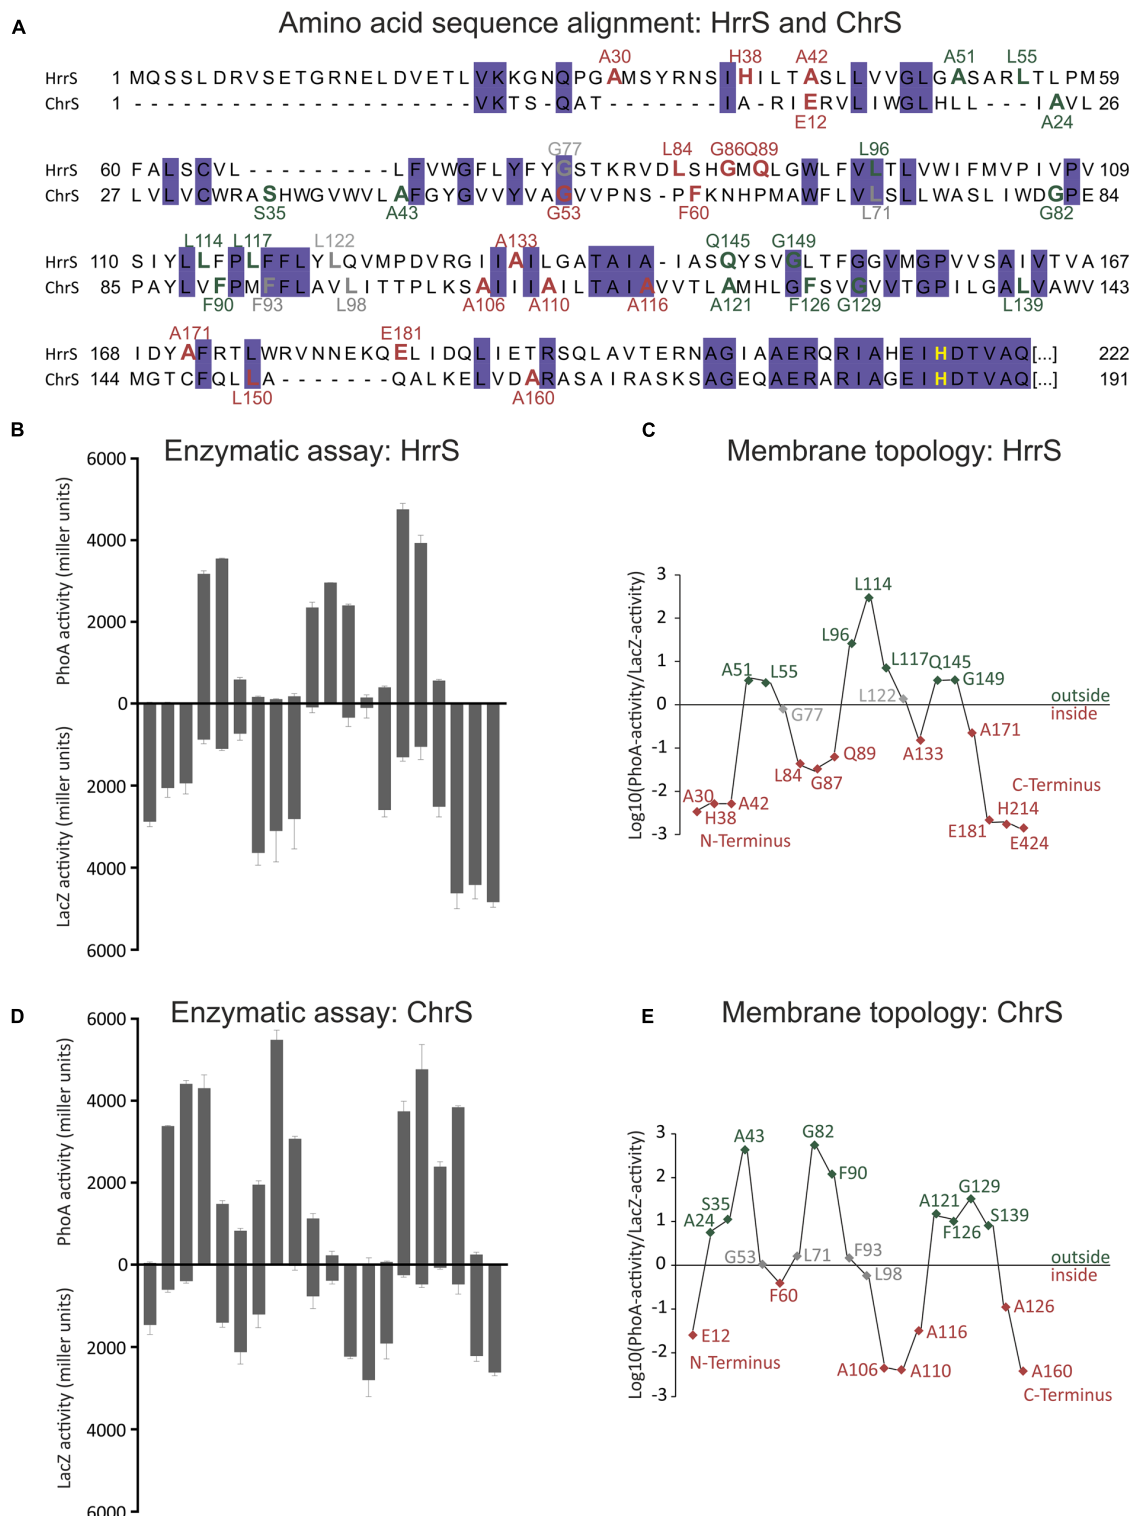 A
Amino acid sequence alignment: HrrS and ChrS
A30 H38 A42 A51 L55
HrrS 1 MQSSLDRVSETGRNELDVETLVKKGNQPGAMSYRNSIHILTASLLVVGLGASARLTLPM 59
ChrS 1 ---------------------VKTS-QAT-------IA-RIERVLIWGLHLL---IAVL 26
E12 A24
G77 L84 G86 Q89 L96
HrrS 60 FALSCVL---------LFVWGFLYFYGSTKRVDLSHGMQLGWLFVLTLVWIFMVPIVPV 109
ChrS 27 LVLVCWRASHWGVWVLAFGYGVVYVAGVVPNS-PFKNHPMAWFLVLSLLWASLIWDGPE 84
S35 A43 G53 F60 L71 G82
L114 L117 L122 A133 Q145 G149
HrrS 110 SIYLLFPLFFLYLQVMPDVRGIIAILGATAIA-IASQYSVGLTFGGVMGPVVSAIVTVA 167
ChrS 85 PAYLVFPMFFLAVLITTPLKSAIIIAILTAIAAVVTLAMHLGFSVGVVTGPILGALVAWV 143
F90 F93 L98 A106 A110 A116 A121 F126 G129 L139
A171 E181
HrrS 168 IDYAFRTLWRVNNEKQELIDQLIETRSQLAVTERNAGIAAERQRIAHEIHDTVAQ[...] 222
ChrS 144 MGTCFQLLA-------QALKELVDARASAIRASKSAGEQAERARIAGEIHDTVAQ[...] 191
L150 A160
B
Enzymatic assay: HrrS
PhoA activity (miller units)
LacZ activity (miller units)
6000
4000
2000
0
2000
4000
6000
C
Membrane topology: HrrS
Log10(PhoA-activity/LacZ-activity)
3
2
1
0
-1
-2
-3
L114
L96
A51 L55 L117 Q145
G149
L122
G77
outside
inside
A171
A133
Q89
L84
G87
C-Terminus
A30
H38
A42
H214
E181
E424
N-Terminus
D
Enzymatic assay: ChrS
PhoA activity (miller units)
LacZ activity (miller units)
6000
4000
2000
0
2000
4000
6000
E
Membrane topology: ChrS
Log10(PhoA-activity/LacZ-activity)
3
2
1
0
-1
-2
-3
A43
G82
F90
S35
A24
G129
A121
F126
S139
G53
L71
F93
L98
outside
inside
F60
E12
N-Terminus
A116
A126
A106
A110
A160
C-Terminus